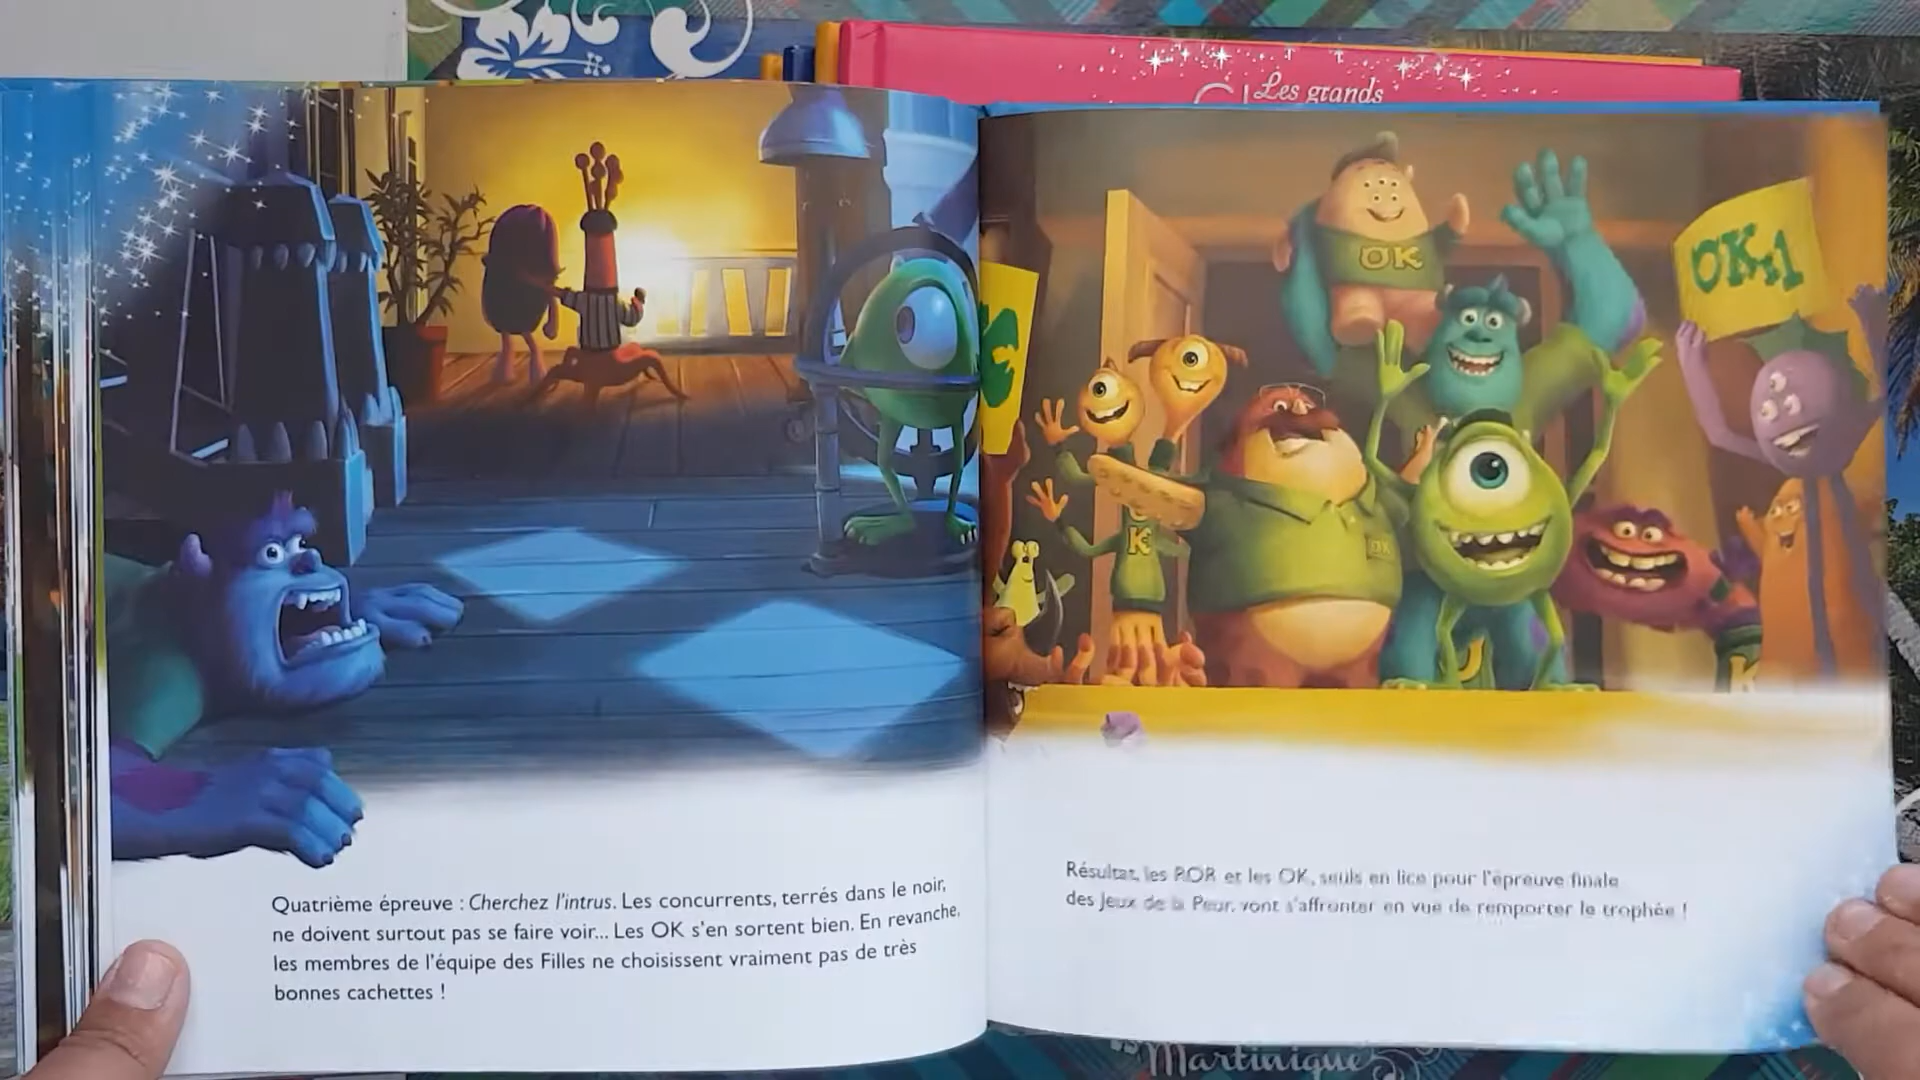 Les grands
OK
OK
OK#1
K
OK
K
Quatrième épreuve : Cherchez l'intrus. Les concurrents, terrés dans le noir,
ne doivent surtout pas se faire voir... Les OK s'en sortent bien. En revanche,
les membres de l'équipe des Filles ne choisissent vraiment pas de très
bonnes cachettes !
Résultat, les ROR et les OK, seuls en lice pour l'épreuve finale
des Jeux de la Peur, vont s'affronter en vue de remporter le trophée !
Martinique